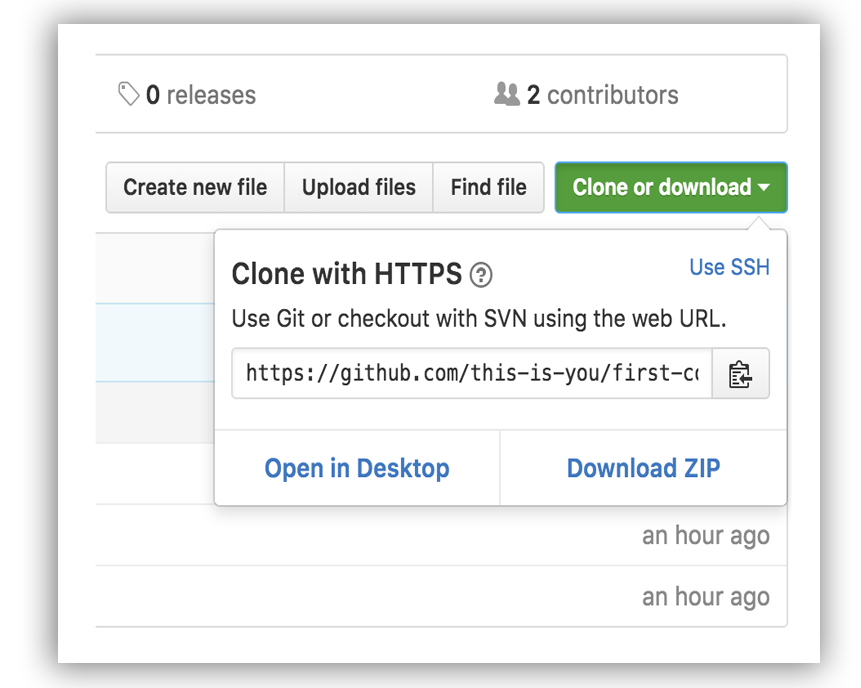 0 releases 2 contributors
Create new file Upload files Find file Clone or download
Clone with HTTPS ?
Use SSH
Use Git or checkout with SVN using the web URL.
https://github.com/this-is-you/first-c
Open in Desktop Download ZIP
an hour ago
an hour ago